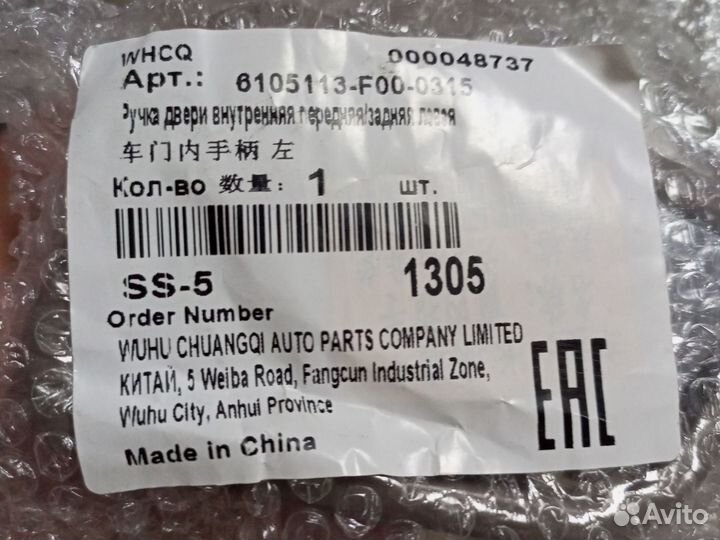 WHCQ 000048737
Арт.: 6105113-F00-0315
Ручка двери внутренняя передняя/задняя левая
车门内手柄 左
Кол-во 数量: 1 шт.
SS-5 1305
Order Number
WUHU CHUANGQI AUTO PARTS COMPANY LIMITED
КИТАЙ, 5 Weiba Road, Fangcun Industrial Zone,
Wuhu City, Anhui Province
Made in China
EAC
Avito